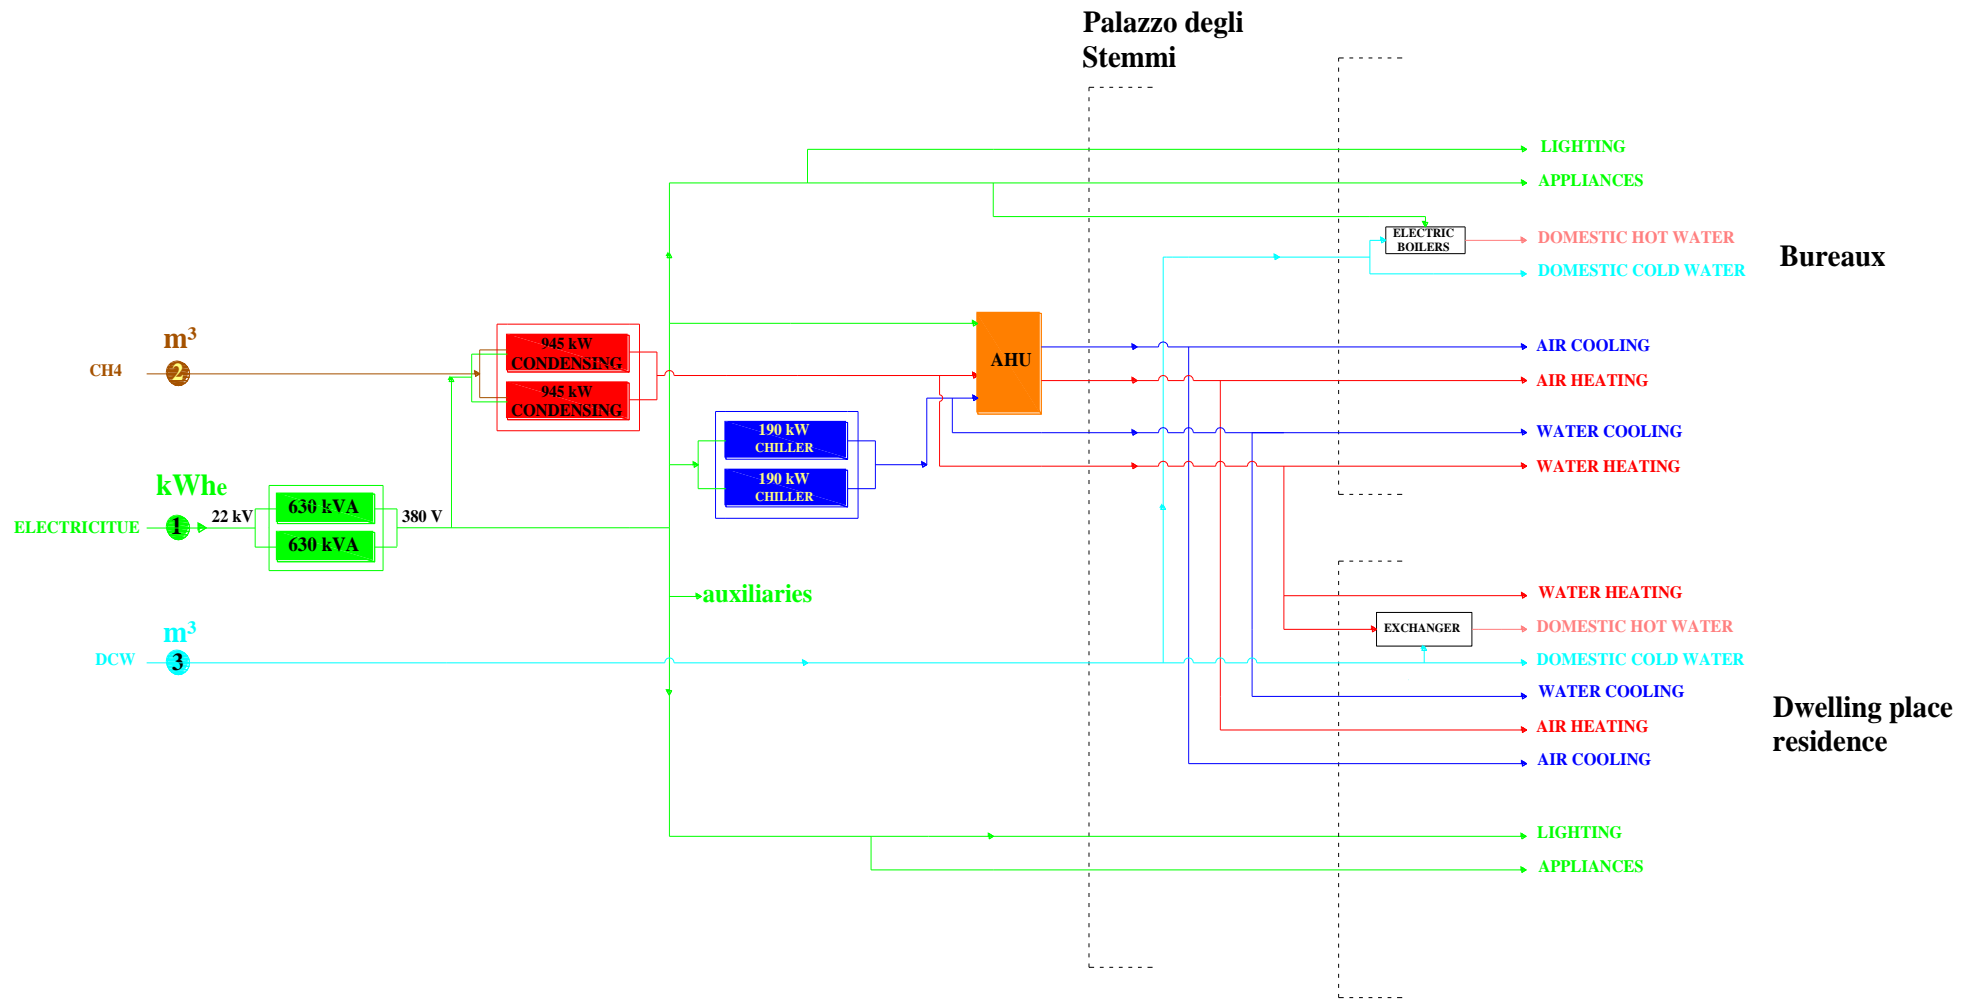 Palazzo degli
Stemmi
LIGHTING
APPLIANCES
ELECTRIC
BOILERS
DOMESTIC HOT WATER
DOMESTIC COLD WATER
Bureaux
m³
CH4
2
945 kW
CONDENSING
945 kW
CONDENSING
AHU
AIR COOLING
AIR HEATING
190 kW
CHILLER
190 kW
CHILLER
WATER COOLING
WATER HEATING
kWhe
ELECTRICITUE
1
22 kV
630 kVA
630 kVA
380 V
auxiliaries
m³
DCW
3
WATER HEATING
EXCHANGER
DOMESTIC HOT WATER
DOMESTIC COLD WATER
WATER COOLING
AIR HEATING
AIR COOLING
Dwelling place
residence
LIGHTING
APPLIANCES